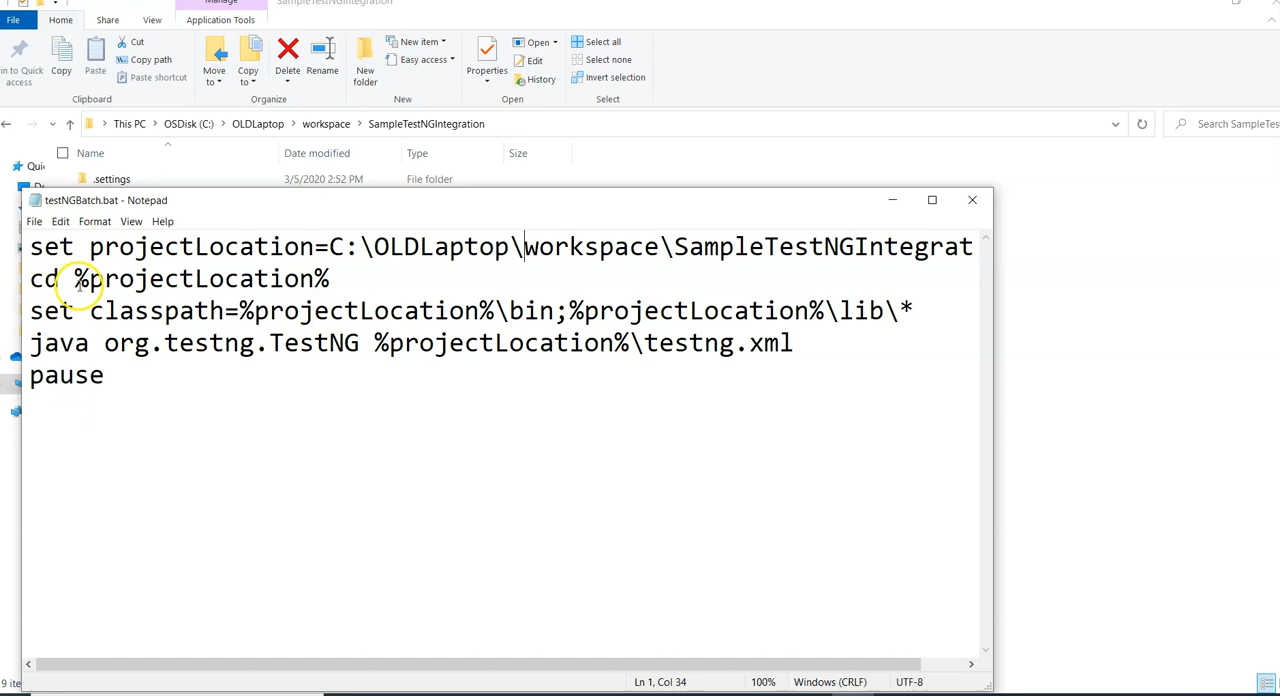 Manage
SampleTestNGIntegration
File Home Share View Application Tools
Cut
Copy path
Paste shortcut
in to Quick access
Copy
Paste
Move to
Copy to
Delete
Rename
New folder
New item
Easy access
Properties
Open
Edit
History
Select all
Select none
Invert selection
Clipboard Organize New Open Select
This PC OSDisk (C:) OLDLaptop workspace SampleTestNGIntegration
Search SampleTes
Name Date modified Type Size
Quic
.settings 3/5/2020 2:52 PM File folder
testNGBatch.bat - Notepad
File Edit Format View Help
set projectLocation=C:\OLDLaptop\workspace\SampleTestNGIntegrat
cd %projectLocation%
set classpath=%projectLocation%\bin;%projectLocation%\lib\*
java org.testng.TestNG %projectLocation%\testng.xml
pause
9 ite
Ln 1, Col 34 100% Windows (CRLF) UTF-8